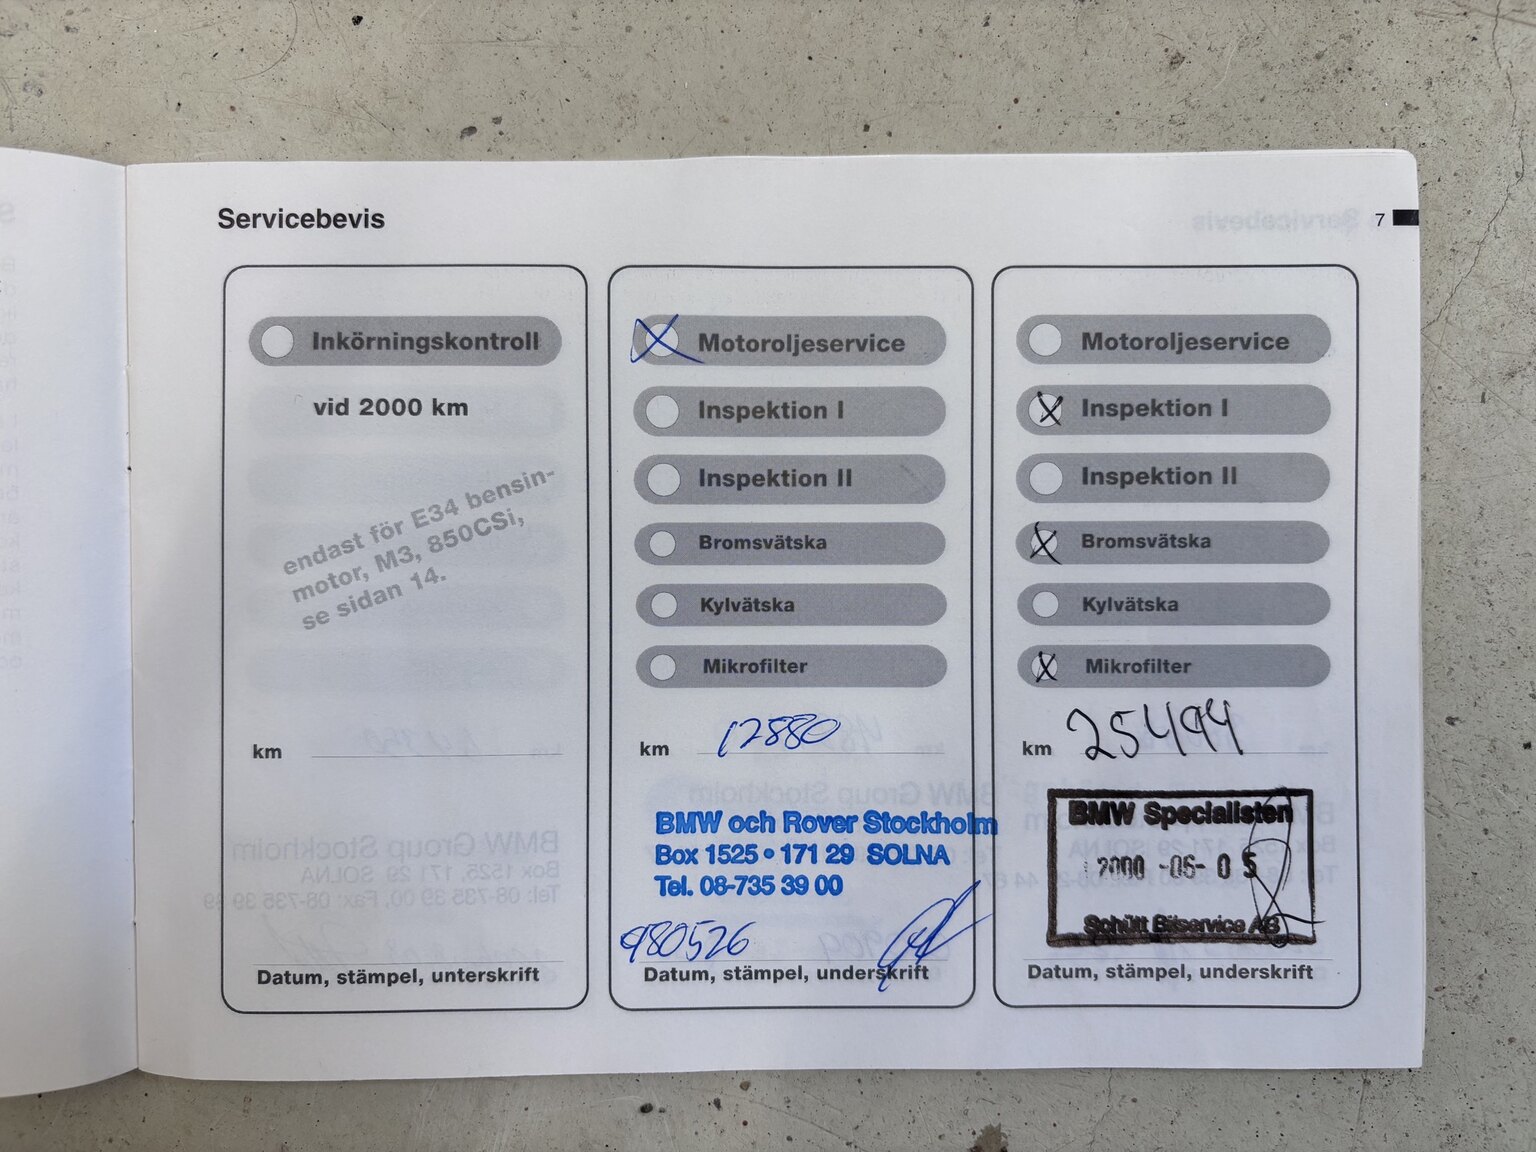 Servicebevis
7
Inkörningskontroll
vid 2000 km
endast för E34 bensin-
motor, M3, 850CSi,
se sidan 14.
km
Datum, stämpel, unterskrift
Motoroljeservice
Inspektion I
Inspektion II
Bromsvätska
Kylvätska
Mikrofilter
km 12880
BMW och Rover Stockholm
Box 1525 • 171 29 SOLNA
Tel. 08-735 39 00
980526
Datum, stämpel, underskrift
Motoroljeservice
Inspektion I
Inspektion II
Bromsvätska
Kylvätska
Mikrofilter
km 25494
BMW Specialisten
2000 -06- 0 5
Schütt Bilservice AB
Datum, stämpel, underskrift